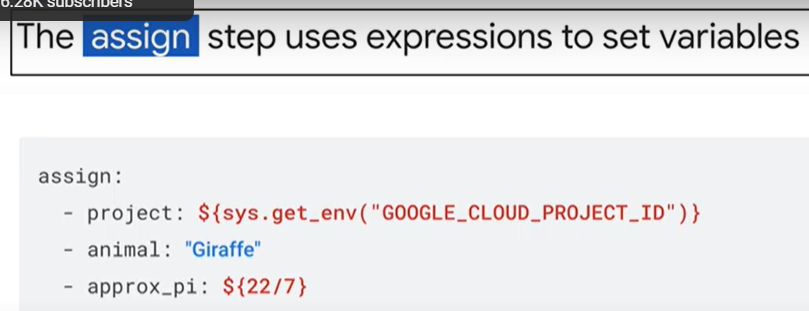 6.28K subscribers
The assign step uses expressions to set variables
assign:
- project: ${sys.get_env("GOOGLE_CLOUD_PROJECT_ID")}
- animal: "Giraffe"
- approx_pi: ${22/7}